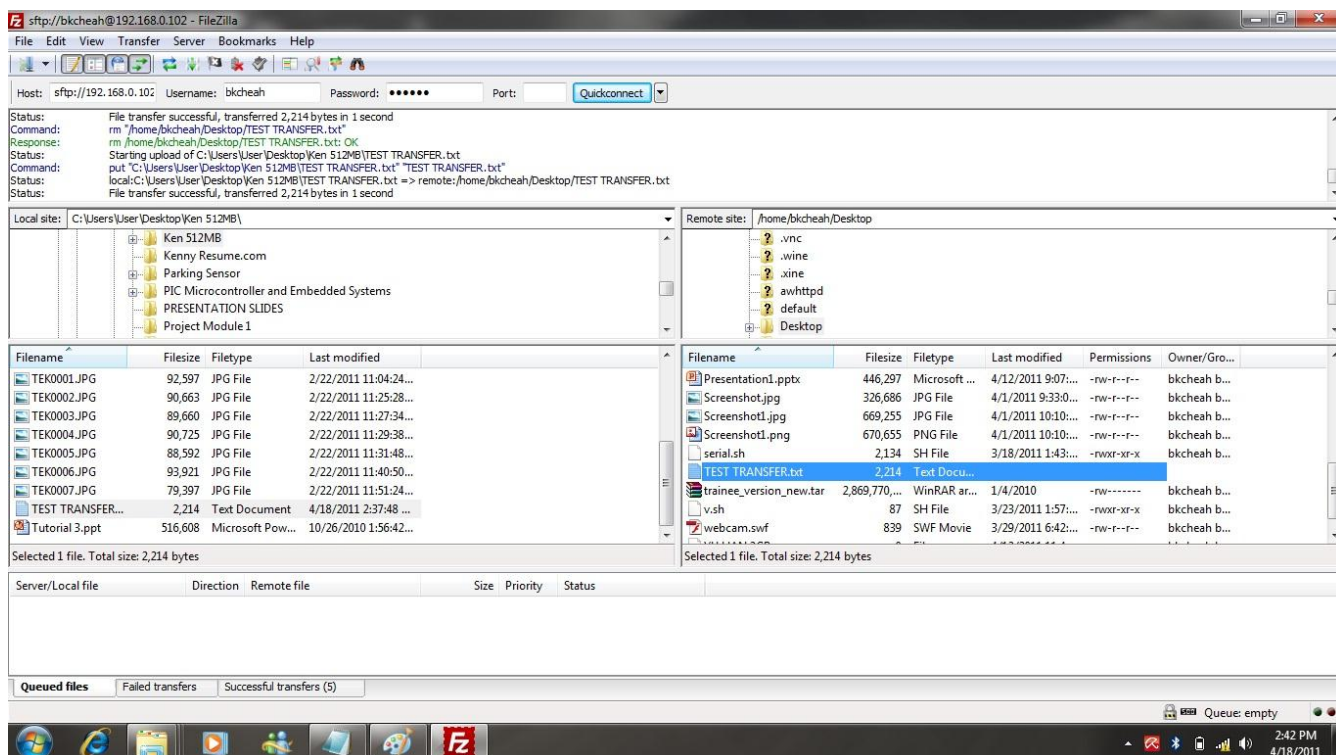 sftp://bkcheah@192.168.0.102 - FileZilla
File Edit View Transfer Server Bookmarks Help
Host: sftp://192.168.0.102 Username: bkcheah Password: •••••• Port: Quickconnect
Status: File transfer successful, transferred 2,214 bytes in 1 second
Command: rm "/home/bkcheah/Desktop/TEST TRANSFER.txt"
Response: rm /home/bkcheah/Desktop/TEST TRANSFER.txt: OK
Status: Starting upload of C:\Users\User\Desktop\Ken 512MB\TEST TRANSFER.txt
Command: put "C:\Users\User\Desktop\Ken 512MB\TEST TRANSFER.txt" "TEST TRANSFER.txt"
Status: local:C:\Users\User\Desktop\Ken 512MB\TEST TRANSFER.txt => remote:/home/bkcheah/Desktop/TEST TRANSFER.txt
Status: File transfer successful, transferred 2,214 bytes in 1 second
Local site: C:\Users\User\Desktop\Ken 512MB\
Ken 512MB
Kenny Resume.com
Parking Sensor
PIC Microcontroller and Embedded Systems
PRESENTATION SLIDES
Project Module 1
Remote site: /home/bkcheah/Desktop
.vnc
.wine
.xine
awhttpd
default
Desktop
Filename Filesize Filetype Last modified
TEK0001.JPG 92,597 JPG File 2/22/2011 11:04:24...
TEK0002.JPG 90,663 JPG File 2/22/2011 11:25:28...
TEK0003.JPG 89,660 JPG File 2/22/2011 11:27:34...
TEK0004.JPG 90,725 JPG File 2/22/2011 11:29:38...
TEK0005.JPG 88,592 JPG File 2/22/2011 11:31:48...
TEK0006.JPG 93,921 JPG File 2/22/2011 11:40:50...
TEK0007.JPG 79,397 JPG File 2/22/2011 11:51:24...
TEST TRANSFER... 2,214 Text Document 4/18/2011 2:37:48 ...
Tutorial 3.ppt 516,608 Microsoft Pow... 10/26/2010 1:56:42...
Selected 1 file. Total size: 2,214 bytes
Filename Filesize Filetype Last modified Permissions Owner/Gro...
Presentation1.pptx 446,297 Microsoft ... 4/12/2011 9:07:... -rw-r--r-- bkcheah b...
Screenshot.jpg 326,686 JPG File 4/1/2011 9:33:0... -rw-r--r-- bkcheah b...
Screenshot1.jpg 669,255 JPG File 4/1/2011 10:10:... -rw-r--r-- bkcheah b...
Screenshot1.png 670,655 PNG File 4/1/2011 10:10:... -rw-r--r-- bkcheah b...
serial.sh 2,134 SH File 3/18/2011 1:43:... -rwxr-xr-x bkcheah b...
TEST TRANSFER.txt 2,214 Text Docu...
trainee_version_new.tar 2,869,770,... WinRAR ar... 1/4/2010 -rw------- bkcheah b...
v.sh 87 SH File 3/23/2011 1:57:... -rwxr-xr-x bkcheah b...
webcam.swf 839 SWF Movie 3/29/2011 6:42:... -rw-r--r-- bkcheah b...
Selected 1 file. Total size: 2,214 bytes
Server/Local file Direction Remote file Size Priority Status
Queued files Failed transfers Successful transfers (5)
Queue: empty
2:42 PM
4/18/2011